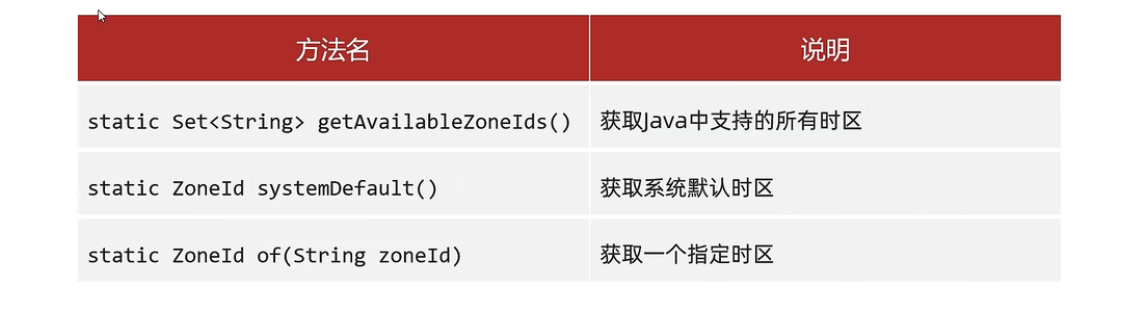 方法名 说明
static Set<String> getAvailableZoneIds() 获取Java中支持的所有时区
static ZoneId systemDefault() 获取系统默认时区
static ZoneId of(String zoneId) 获取一个指定时区